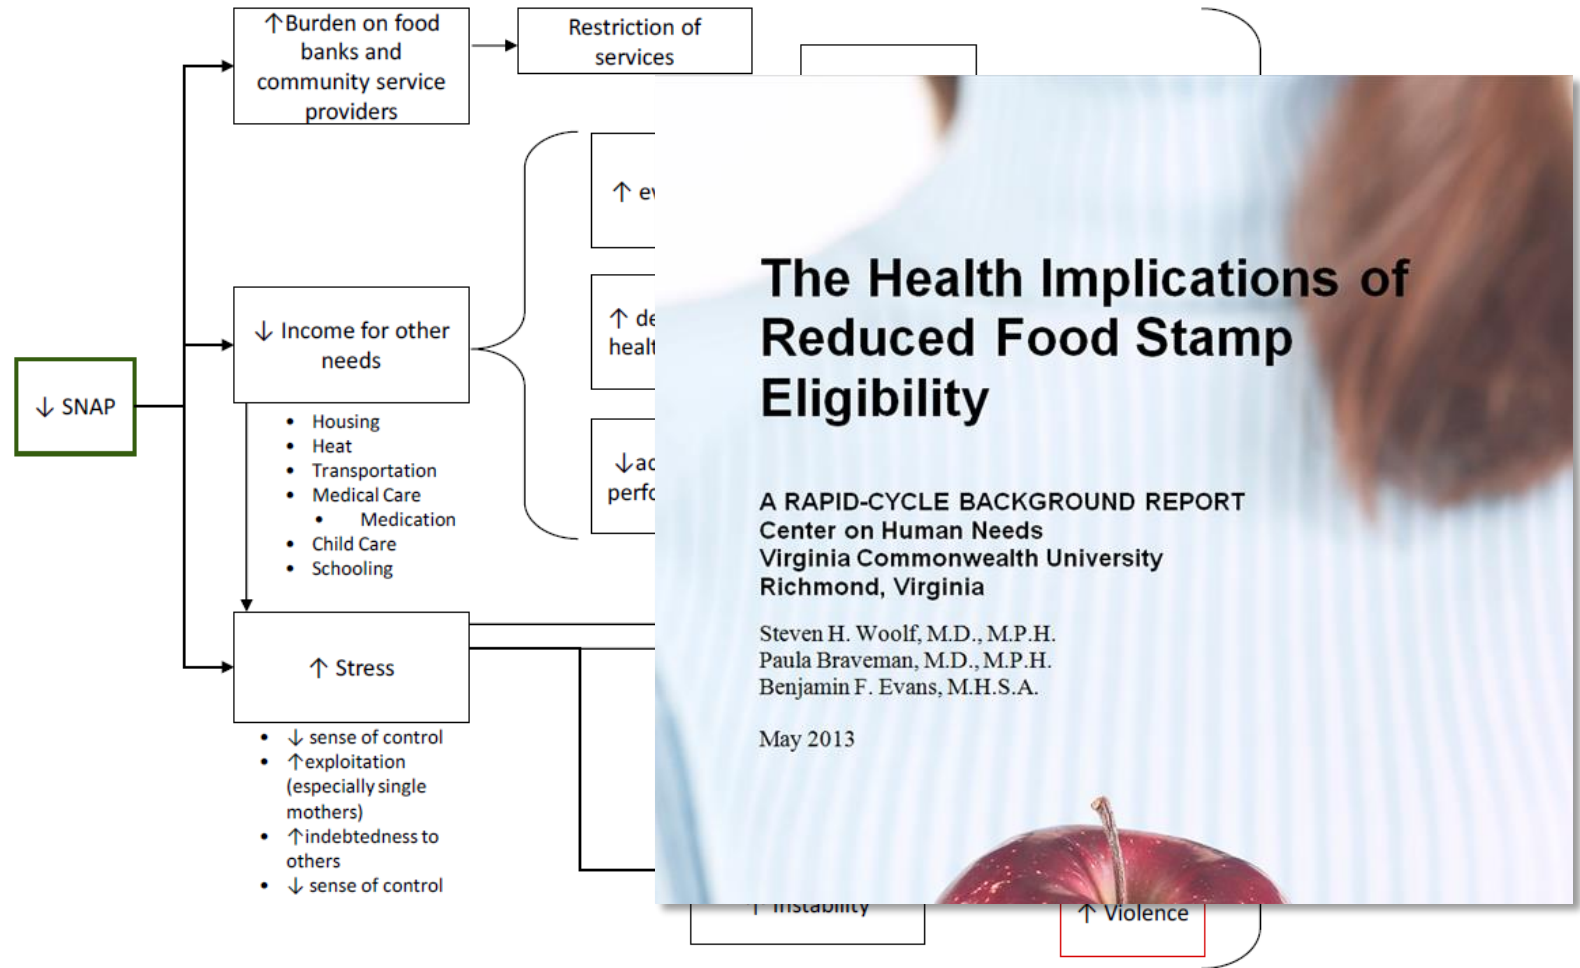 ↑Burden on food
banks and
community service
providers
Restriction of
services
↓ Income for other
needs
↓ SNAP
• Housing
• Heat
• Transportation
• Medical Care
• Medication
• Child Care
• Schooling
↑ Stress
• ↓ sense of control
• ↑exploitation
(especially single
mothers)
• ↑indebtedness to
others
• ↓ sense of control
↑
↑
↓
The Health Implications of
Reduced Food Stamp
Eligibility
A RAPID-CYCLE BACKGROUND REPORT
Center on Human Needs
Virginia Commonwealth University
Richmond, Virginia
Steven H. Woolf, M.D., M.P.H.
Paula Braveman, M.D., M.P.H.
Benjamin F. Evans, M.H.S.A.
May 2013
↑ Instability
↑ Violence